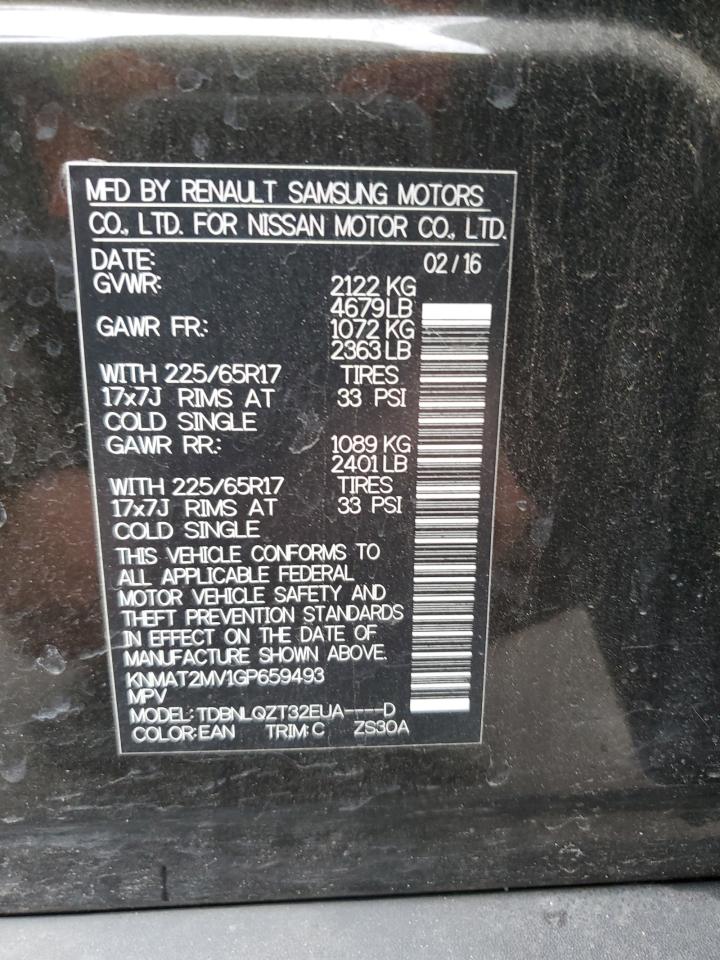 MFD BY RENAULT SAMSUNG MOTORS
CO., LTD. FOR NISSAN MOTOR CO., LTD.
DATE: 02/16
GVWR: 2122 KG
4679 LB
GAWR FR.: 1072 KG
2363 LB
WITH 225/65R17 TIRES
17x7J RIMS AT 33 PSI
COLD SINGLE
GAWR RR.: 1089 KG
2401 LB
WITH 225/65R17 TIRES
17x7J RIMS AT 33 PSI
COLD SINGLE
THIS VEHICLE CONFORMS TO
ALL APPLICABLE FEDERAL
MOTOR VEHICLE SAFETY AND
THEFT PREVENTION STANDARDS
IN EFFECT ON THE DATE OF
MANUFACTURE SHOWN ABOVE.
KNMAT2MV1GP659493
MPV
MODEL: TDBNLQZT32EUA----D
COLOR: EAN TRIM: C ZS30A